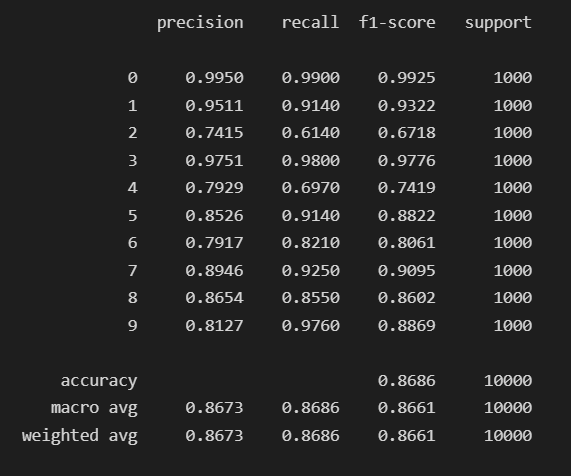 precision recall f1-score support
0 0.9950 0.9900 0.9925 1000
1 0.9511 0.9140 0.9322 1000
2 0.7415 0.6140 0.6718 1000
3 0.9751 0.9800 0.9776 1000
4 0.7929 0.6970 0.7419 1000
5 0.8526 0.9140 0.8822 1000
6 0.7917 0.8210 0.8061 1000
7 0.8946 0.9250 0.9095 1000
8 0.8654 0.8550 0.8602 1000
9 0.8127 0.9760 0.8869 1000
accuracy 0.8686 10000
macro avg 0.8673 0.8686 0.8661 10000
weighted avg 0.8673 0.8686 0.8661 10000